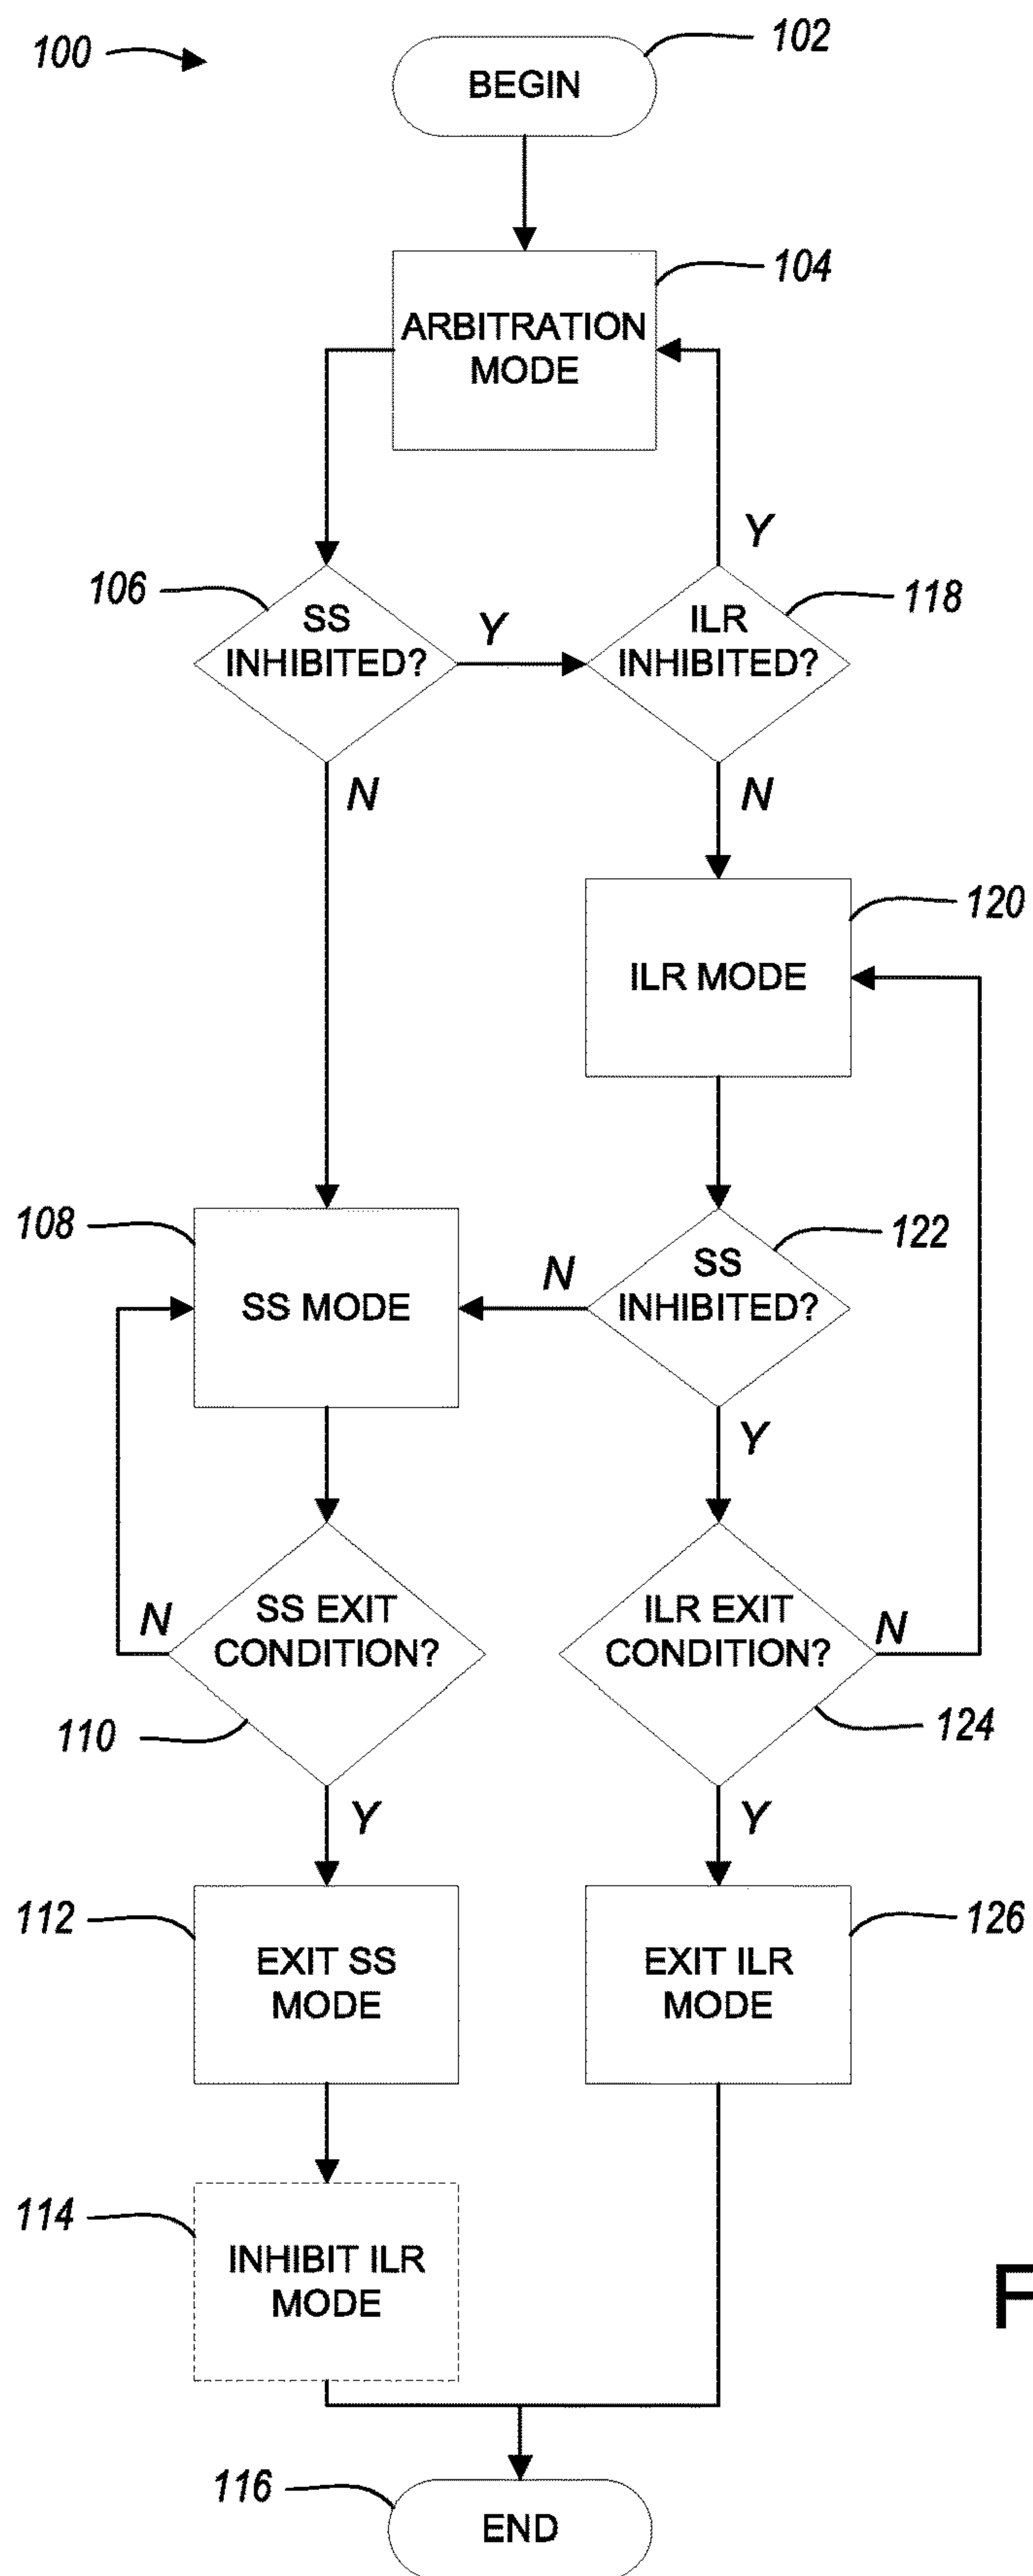 100
102
BEGIN
104
ARBITRATION
MODE
Y
106
SS
INHIBITED?
Y
118
ILR
INHIBITED?
N
N
120
ILR MODE
108
SS MODE
N
122
SS
INHIBITED?
Y
N
SS EXIT
CONDITION?
110
ILR EXIT
CONDITION?
N
124
Y
Y
112
EXIT SS
MODE
126
EXIT ILR
MODE
114
INHIBIT ILR
MODE
F
116
END